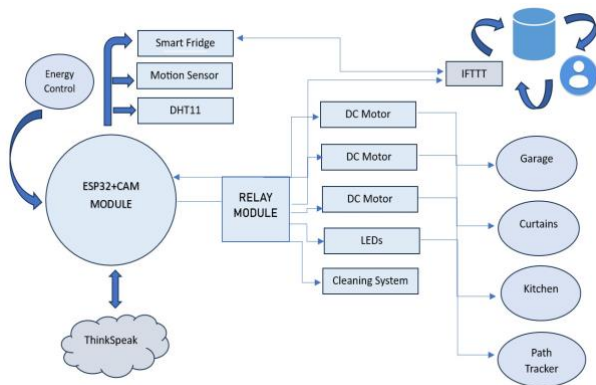 Smart Fridge
Motion Sensor
DHT11
Energy
Control
IFTTT
ESP32+CAM
MODULE
RELAY
MODULE
DC Motor
DC Motor
DC Motor
LEDs
Cleaning System
Garage
Curtains
Kitchen
Path
Tracker
ThinkSpeak